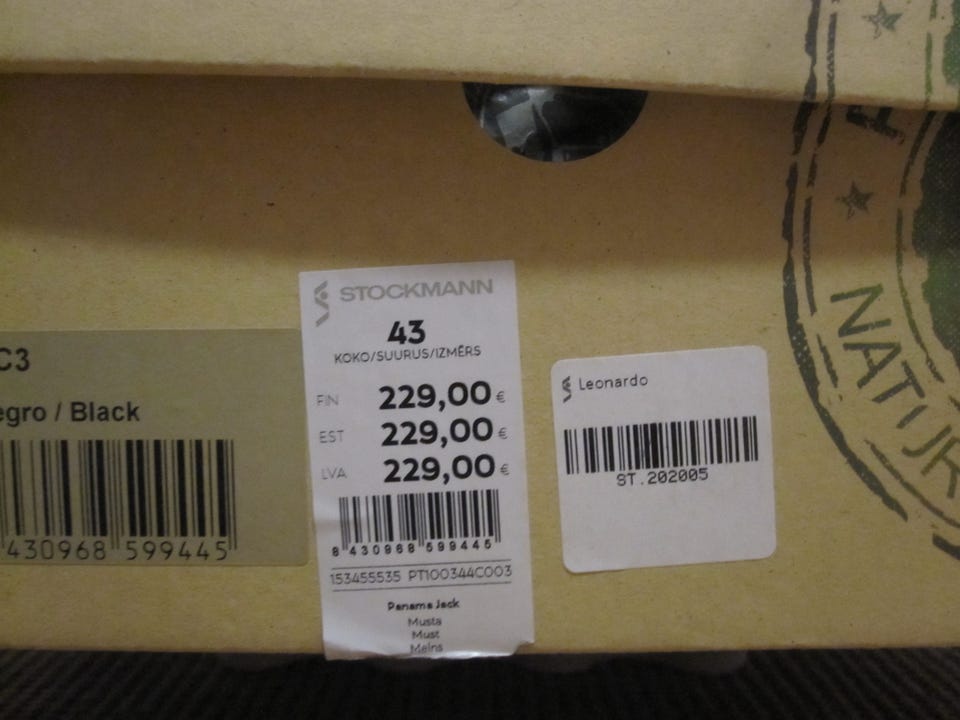 C3
egro / Black
430968 599445
STOCKMANN
43
KOKO/SUURUS/IZMĒRS
FIN 229,00 €
EST 229,00 €
LVA 229,00 €
8 430968 599445
153455535 PT100344C003
Panama Jack
Musta
Must
Melns
Leonardo
ST.202005
NATUR